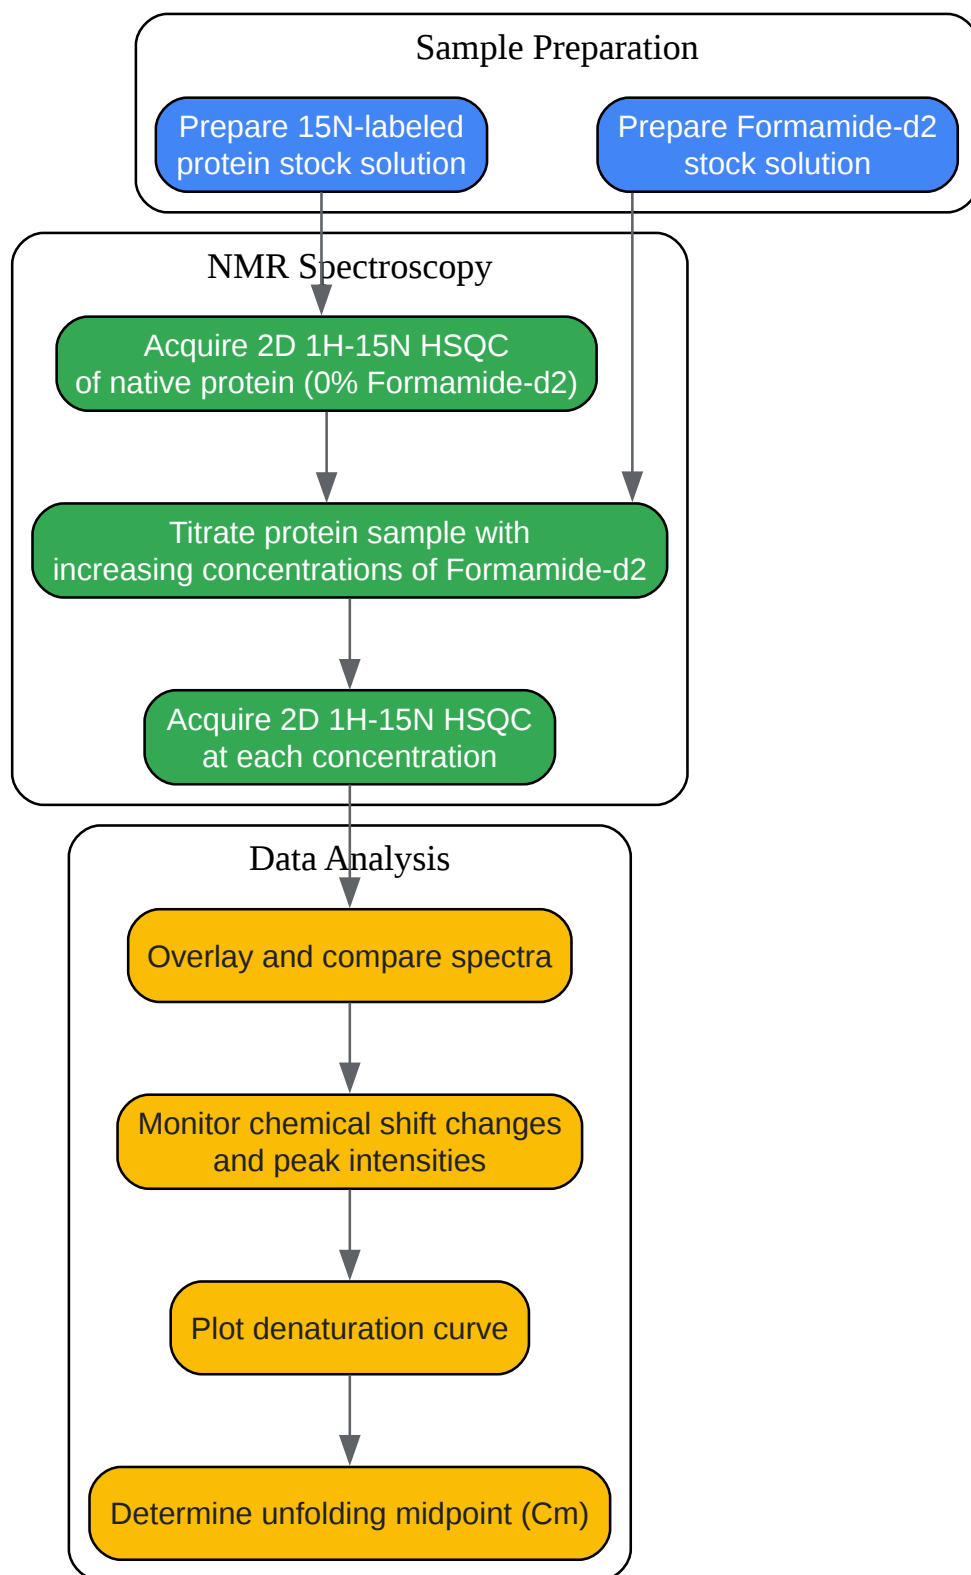 Sample Preparation
Prepare 15N-labeled
protein stock solution
Prepare Formamide-d2
stock solution
NMR Spectroscopy
Acquire 2D 1H-15N HSQC
of native protein (0% Formamide-d2)
Titrate protein sample with
increasing concentrations of Formamide-d2
Acquire 2D 1H-15N HSQC
at each concentration
Data Analysis
Overlay and compare spectra
Monitor chemical shift changes
and peak intensities
Plot denaturation curve
Determine unfolding midpoint (Cm)